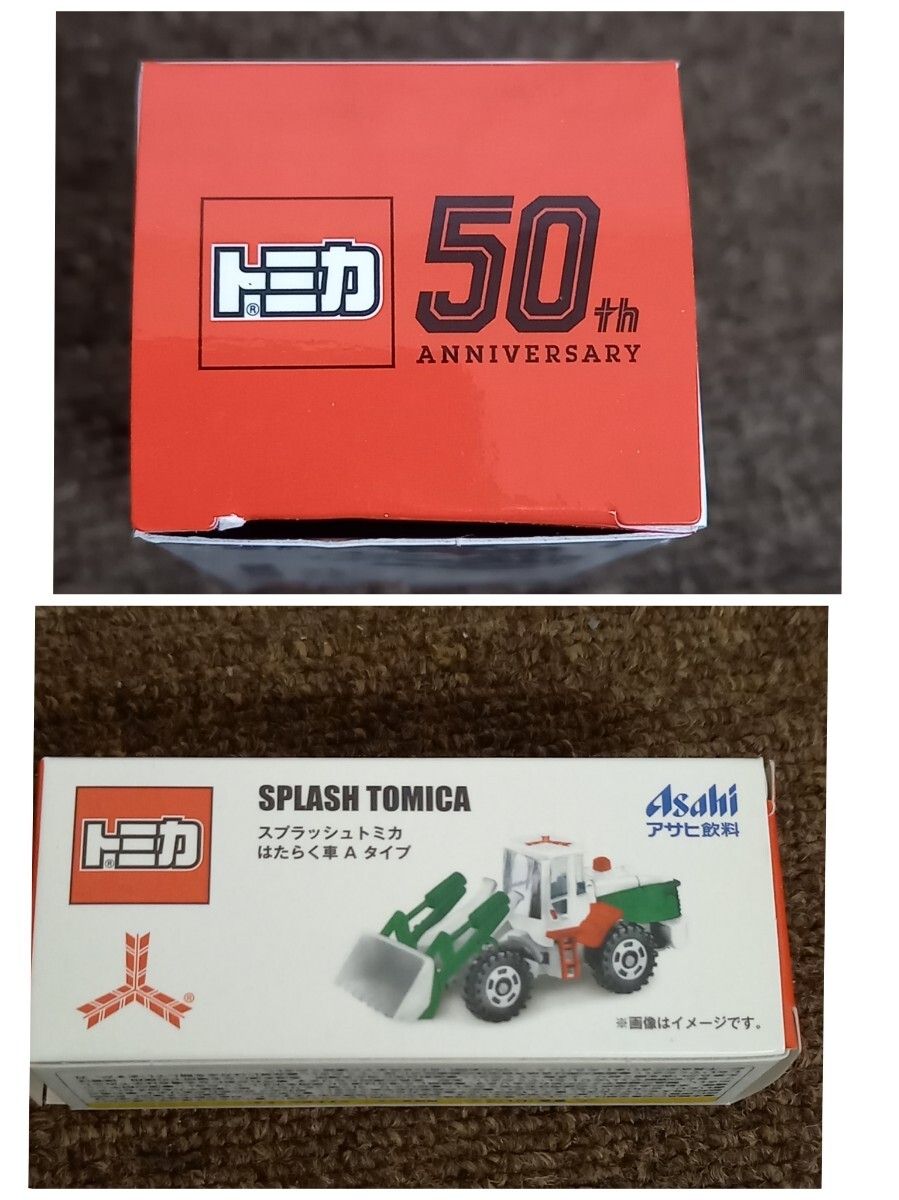 トミカ®
50th
ANNIVERSARY
トミカ®
SPLASH TOMICA
スプラッシュトミカ
はたらく車 A タイプ
Asahi
アサヒ飲料
®
※画像はイメージです。